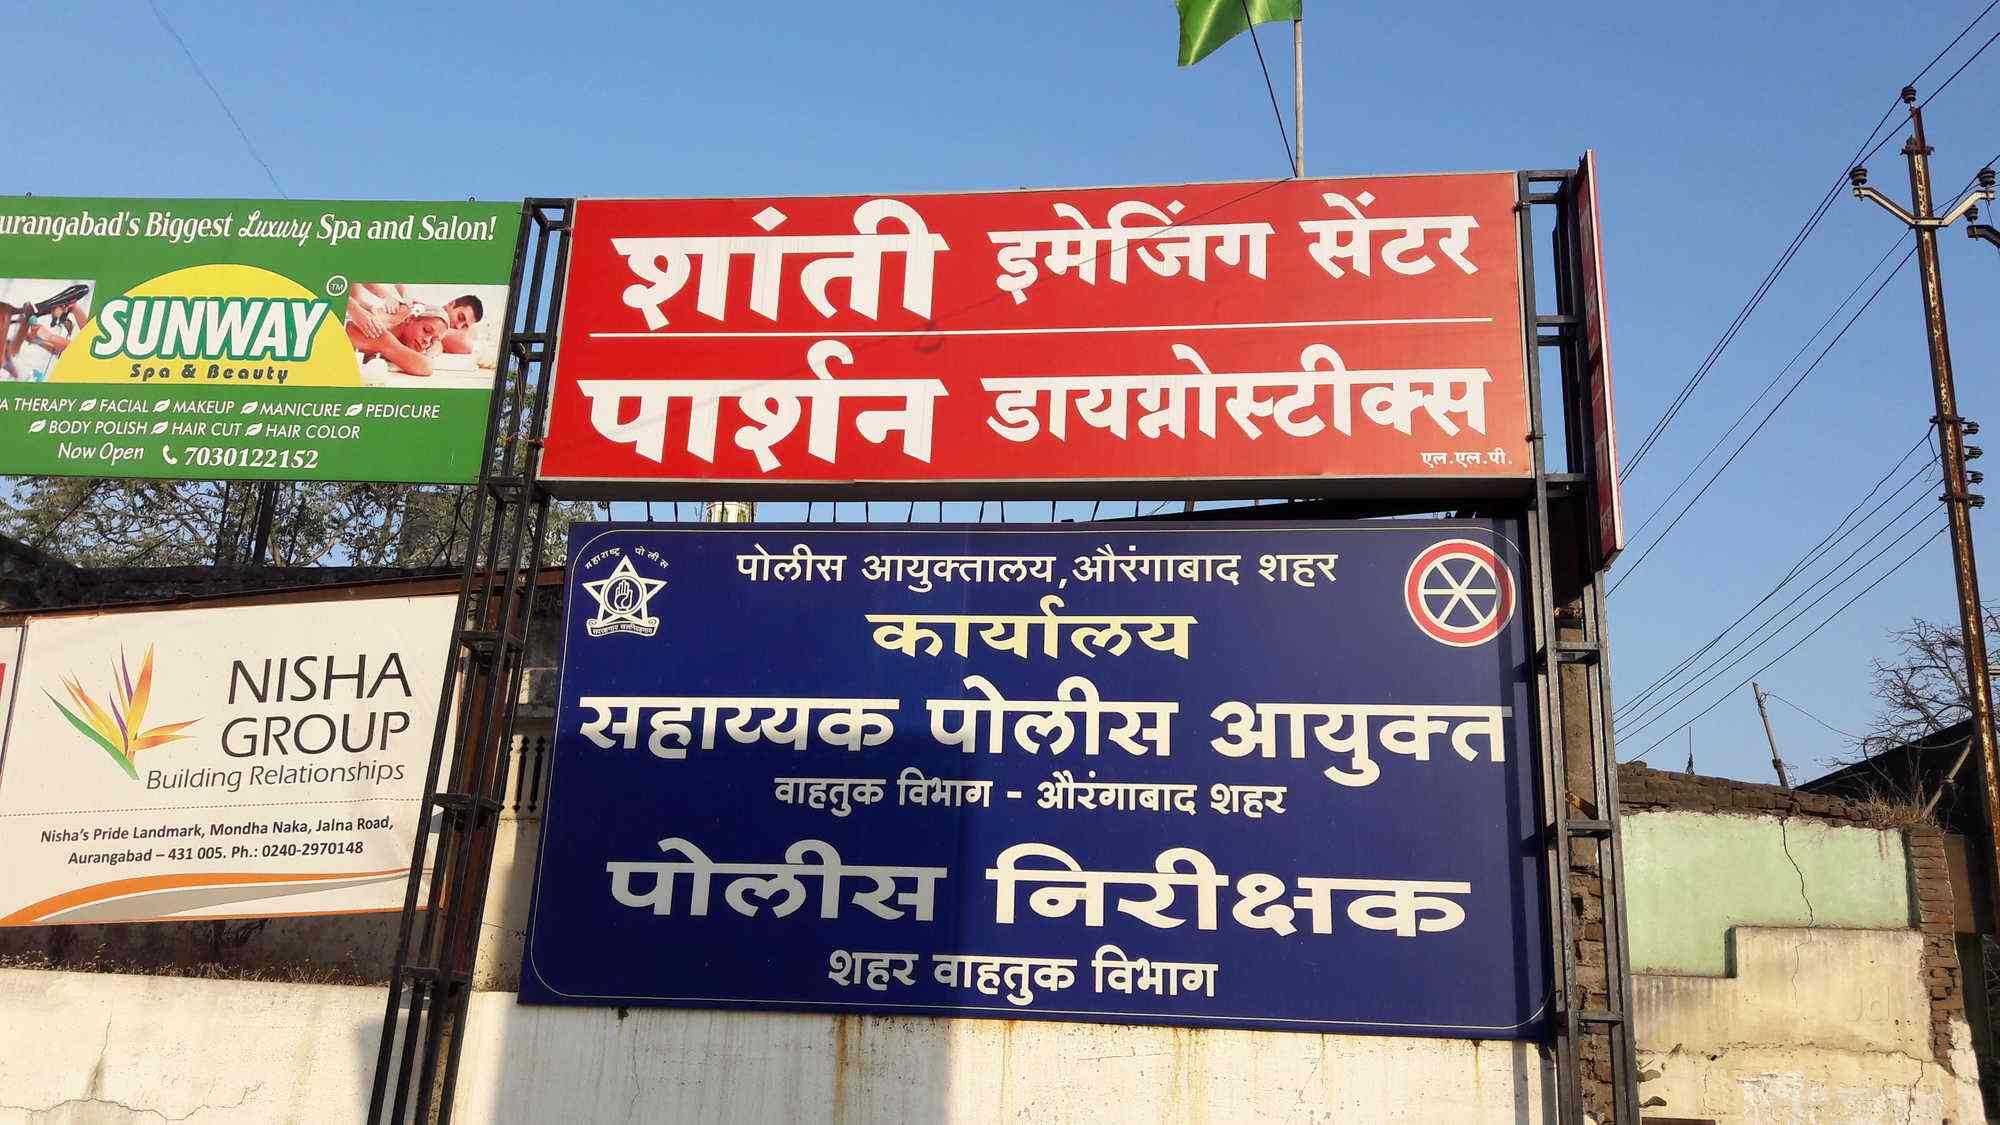 urangabad's Biggest Luxury Spa and Salon!
TM
SUNWAY
Spa & Beauty
A THERAPY FACIAL MAKEUP MANICURE PEDICURE
BODY POLISH HAIR CUT HAIR COLOR
Now Open 7030122152
NISHA
GROUP
Building Relationships
Nisha's Pride Landmark, Mondha Naka, Jalna Road,
Aurangabad – 431 005. Ph.: 0240-2970148
शांती इमेजिंग सेंटर
पार्शन डायग्नोस्टीक्स
एल.एल.पी.
महाराष्ट्र पोलीस
पोलीस आयुक्तालय,औरंगाबाद शहर
कार्यालय
सहाय्यक पोलीस आयुक्त
वाहतुक विभाग - औरंगाबाद शहर
पोलीस निरीक्षक
शहर वाहतुक विभाग